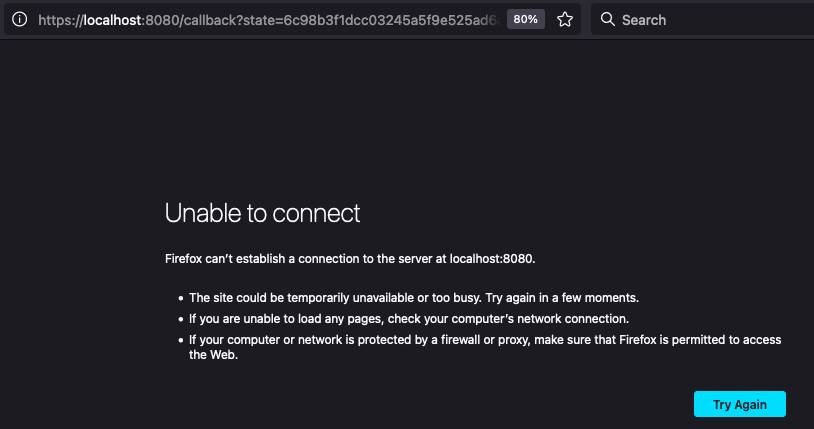 https://localhost:8080/callback?state=6c98b3f1dcc03245a5f9e525ad6 80% Search
Unable to connect
Firefox can’t establish a connection to the server at localhost:8080.
• The site could be temporarily unavailable or too busy. Try again in a few moments.
• If you are unable to load any pages, check your computer’s network connection.
• If your computer or network is protected by a firewall or proxy, make sure that Firefox is permitted to access
the Web.
Try Again